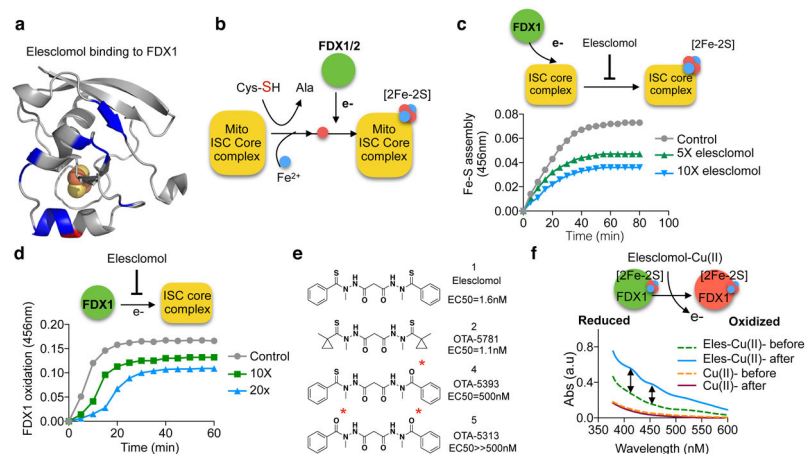 a
Elesclomol binding to FDX1
b
FDX1/2
Cys-SH
Ala
e-
[2Fe-2S]
Mito
ISC Core
complex
Mito
ISC Core
complex
Fe2+
c
FDX1
e-
Elesclomol
[2Fe-2S]
ISC core
complex
ISC core
complex
Fe-S assembly
(456nm)
0.08
0.06
0.04
0.02
0.00
0 20 40 60 80 100
Time (min)
Control
5X elesclomol
10X elesclomol
d
Elesclomol
FDX1
e-
ISC core
complex
FDX1 oxidation (456nm)
0.20
0.15
0.10
0.05
0.00
0 20 40 60
Time (min)
Control
10X
20x
e
S H O O H S
N N N N
1
Elesclomol
EC50=1.6nM
2
OTA-5781
EC50=1.1nM
*
4
OTA-5393
EC50=500nM
* *
5
OTA-5313
EC50>>500nM
f
Elesclomol-Cu(II)
[2Fe-2S]
FDX1
[2Fe-2S]
FDX1
e-
Reduced
Oxidized
Abs (a.u)
1.2
0.8
0.4
0.0
350 400 450 500 550 600
Wavelength (nM)
Eles-Cu(II)- before
Eles-Cu(II)- after
Cu(II)- before
Cu(II)- after